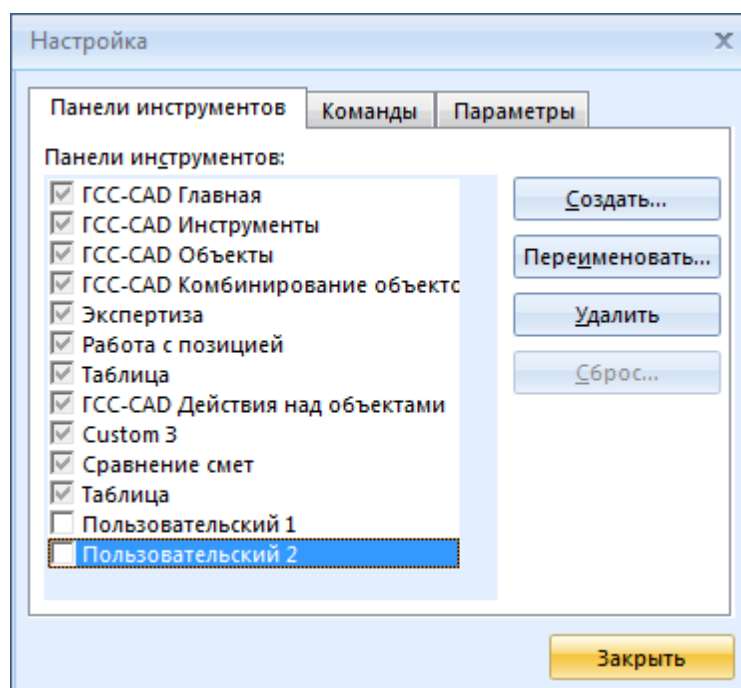 Настройка
Панели инструментов
Команды
Параметры
Панели инструментов:
ГСС-CAD Главная
ГСС-CAD Инструменты
ГСС-CAD Объекты
ГСС-CAD Комбинирование объекто
Экспертиза
Работа с позицией
Таблица
ГСС-CAD Действия над объектами
Custom 3
Сравнение смет
Таблица
Пользовательский 1
Пользовательский 2
Создать...
Переименовать...
Удалить
Сброс...
Закрыть